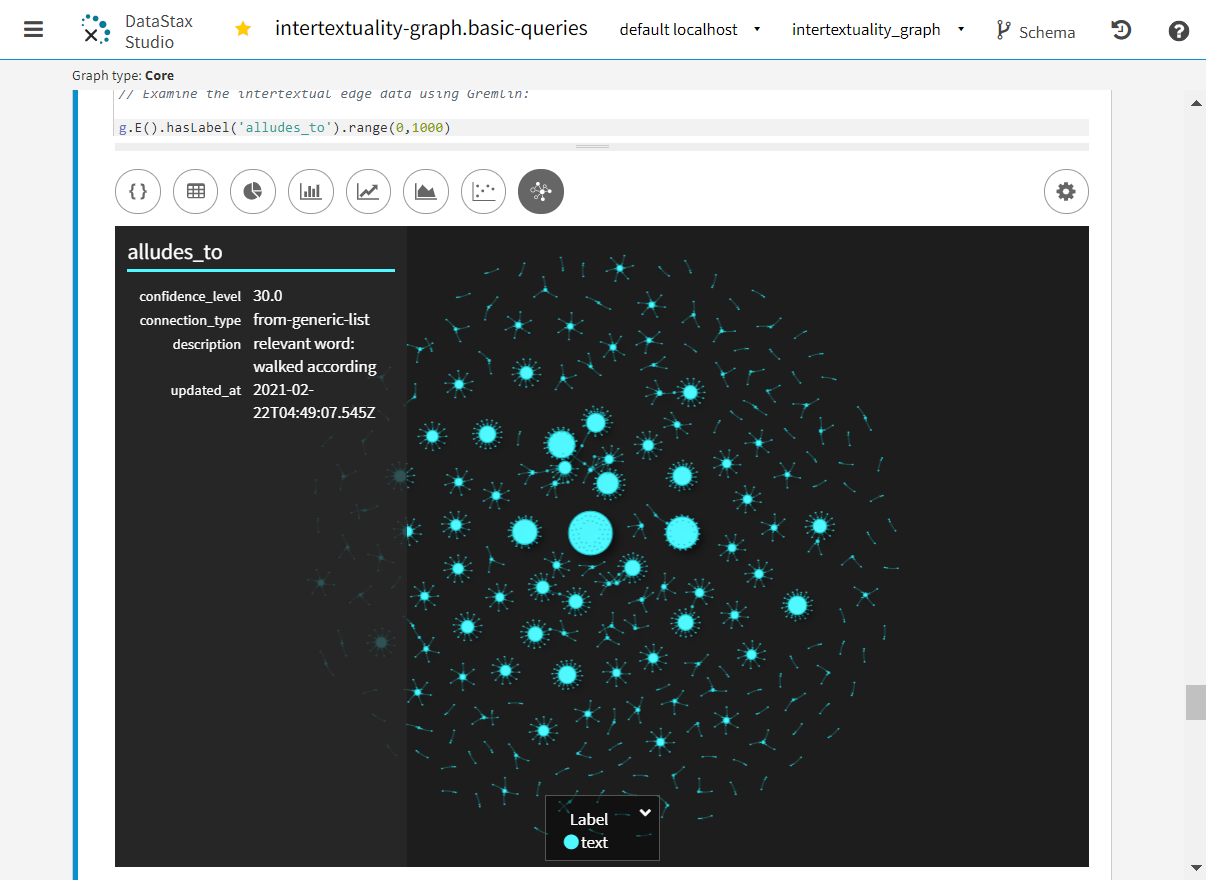 DataStax
Studio
intertextuality-graph.basic-queries
default localhost
intertextuality_graph
Schema
Graph type: Core
// Examine the intertextual edge data using Gremlin:
g.E().hasLabel('alludes_to').range(0,1000)
{ }
alludes_to
confidence_level 30.0
connection_type from-generic-list
description relevant word:
walked according
updated_at 2021-02-
22T04:49:07.545Z
Label
text